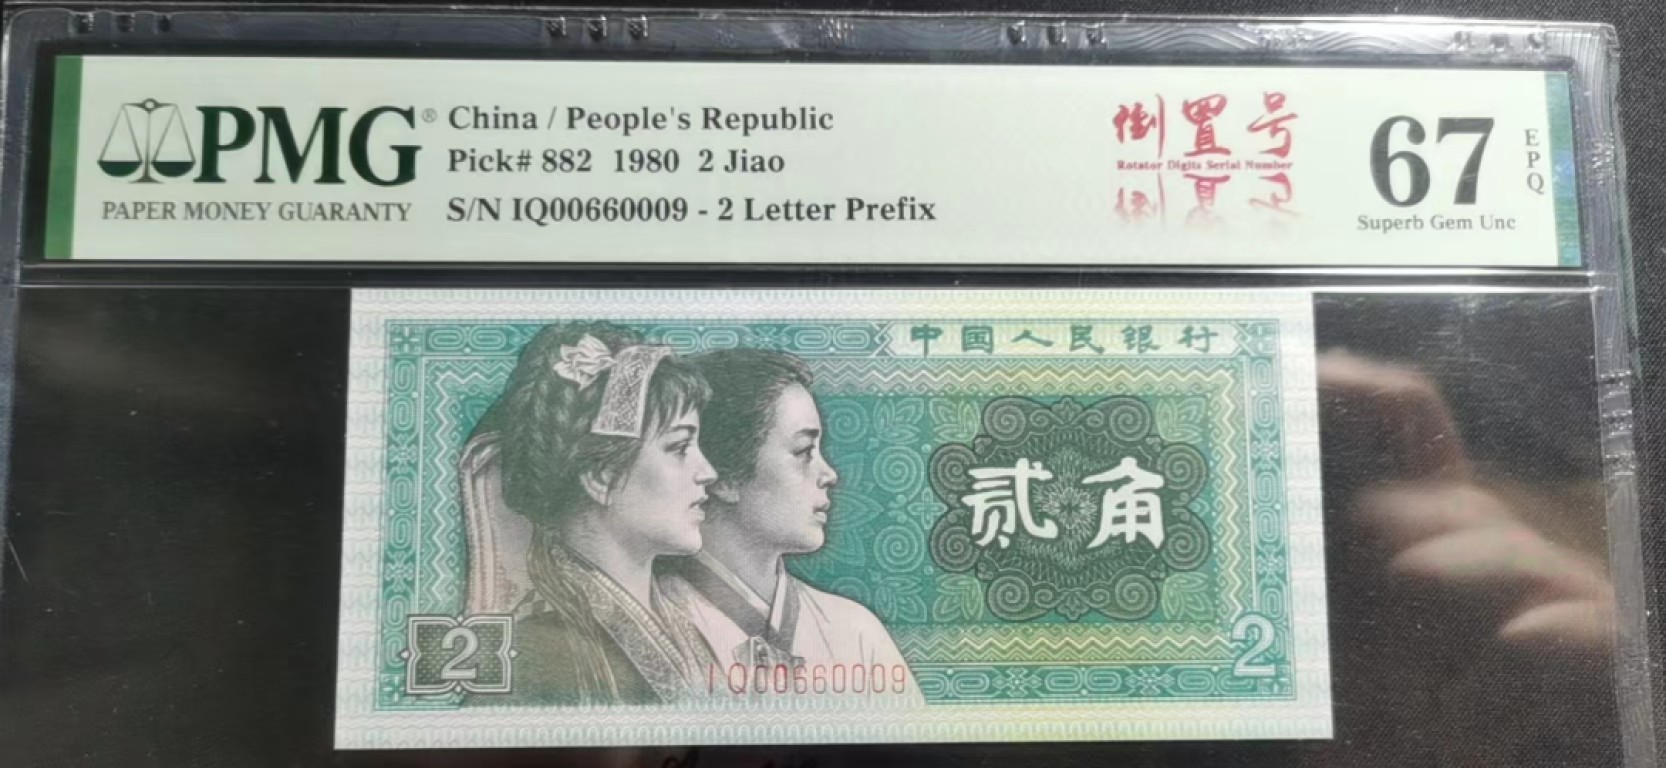 PMG®
PAPER MONEY GUARANTY
China / People's Republic
Pick# 882 1980 2 Jiao
S/N IQ00660009 - 2 Letter Prefix
倒置号
Rotator Digits Serial Number
67
EPQ
Superb Gem Unc
中国人民银行
贰角
2
2
IQ00660009